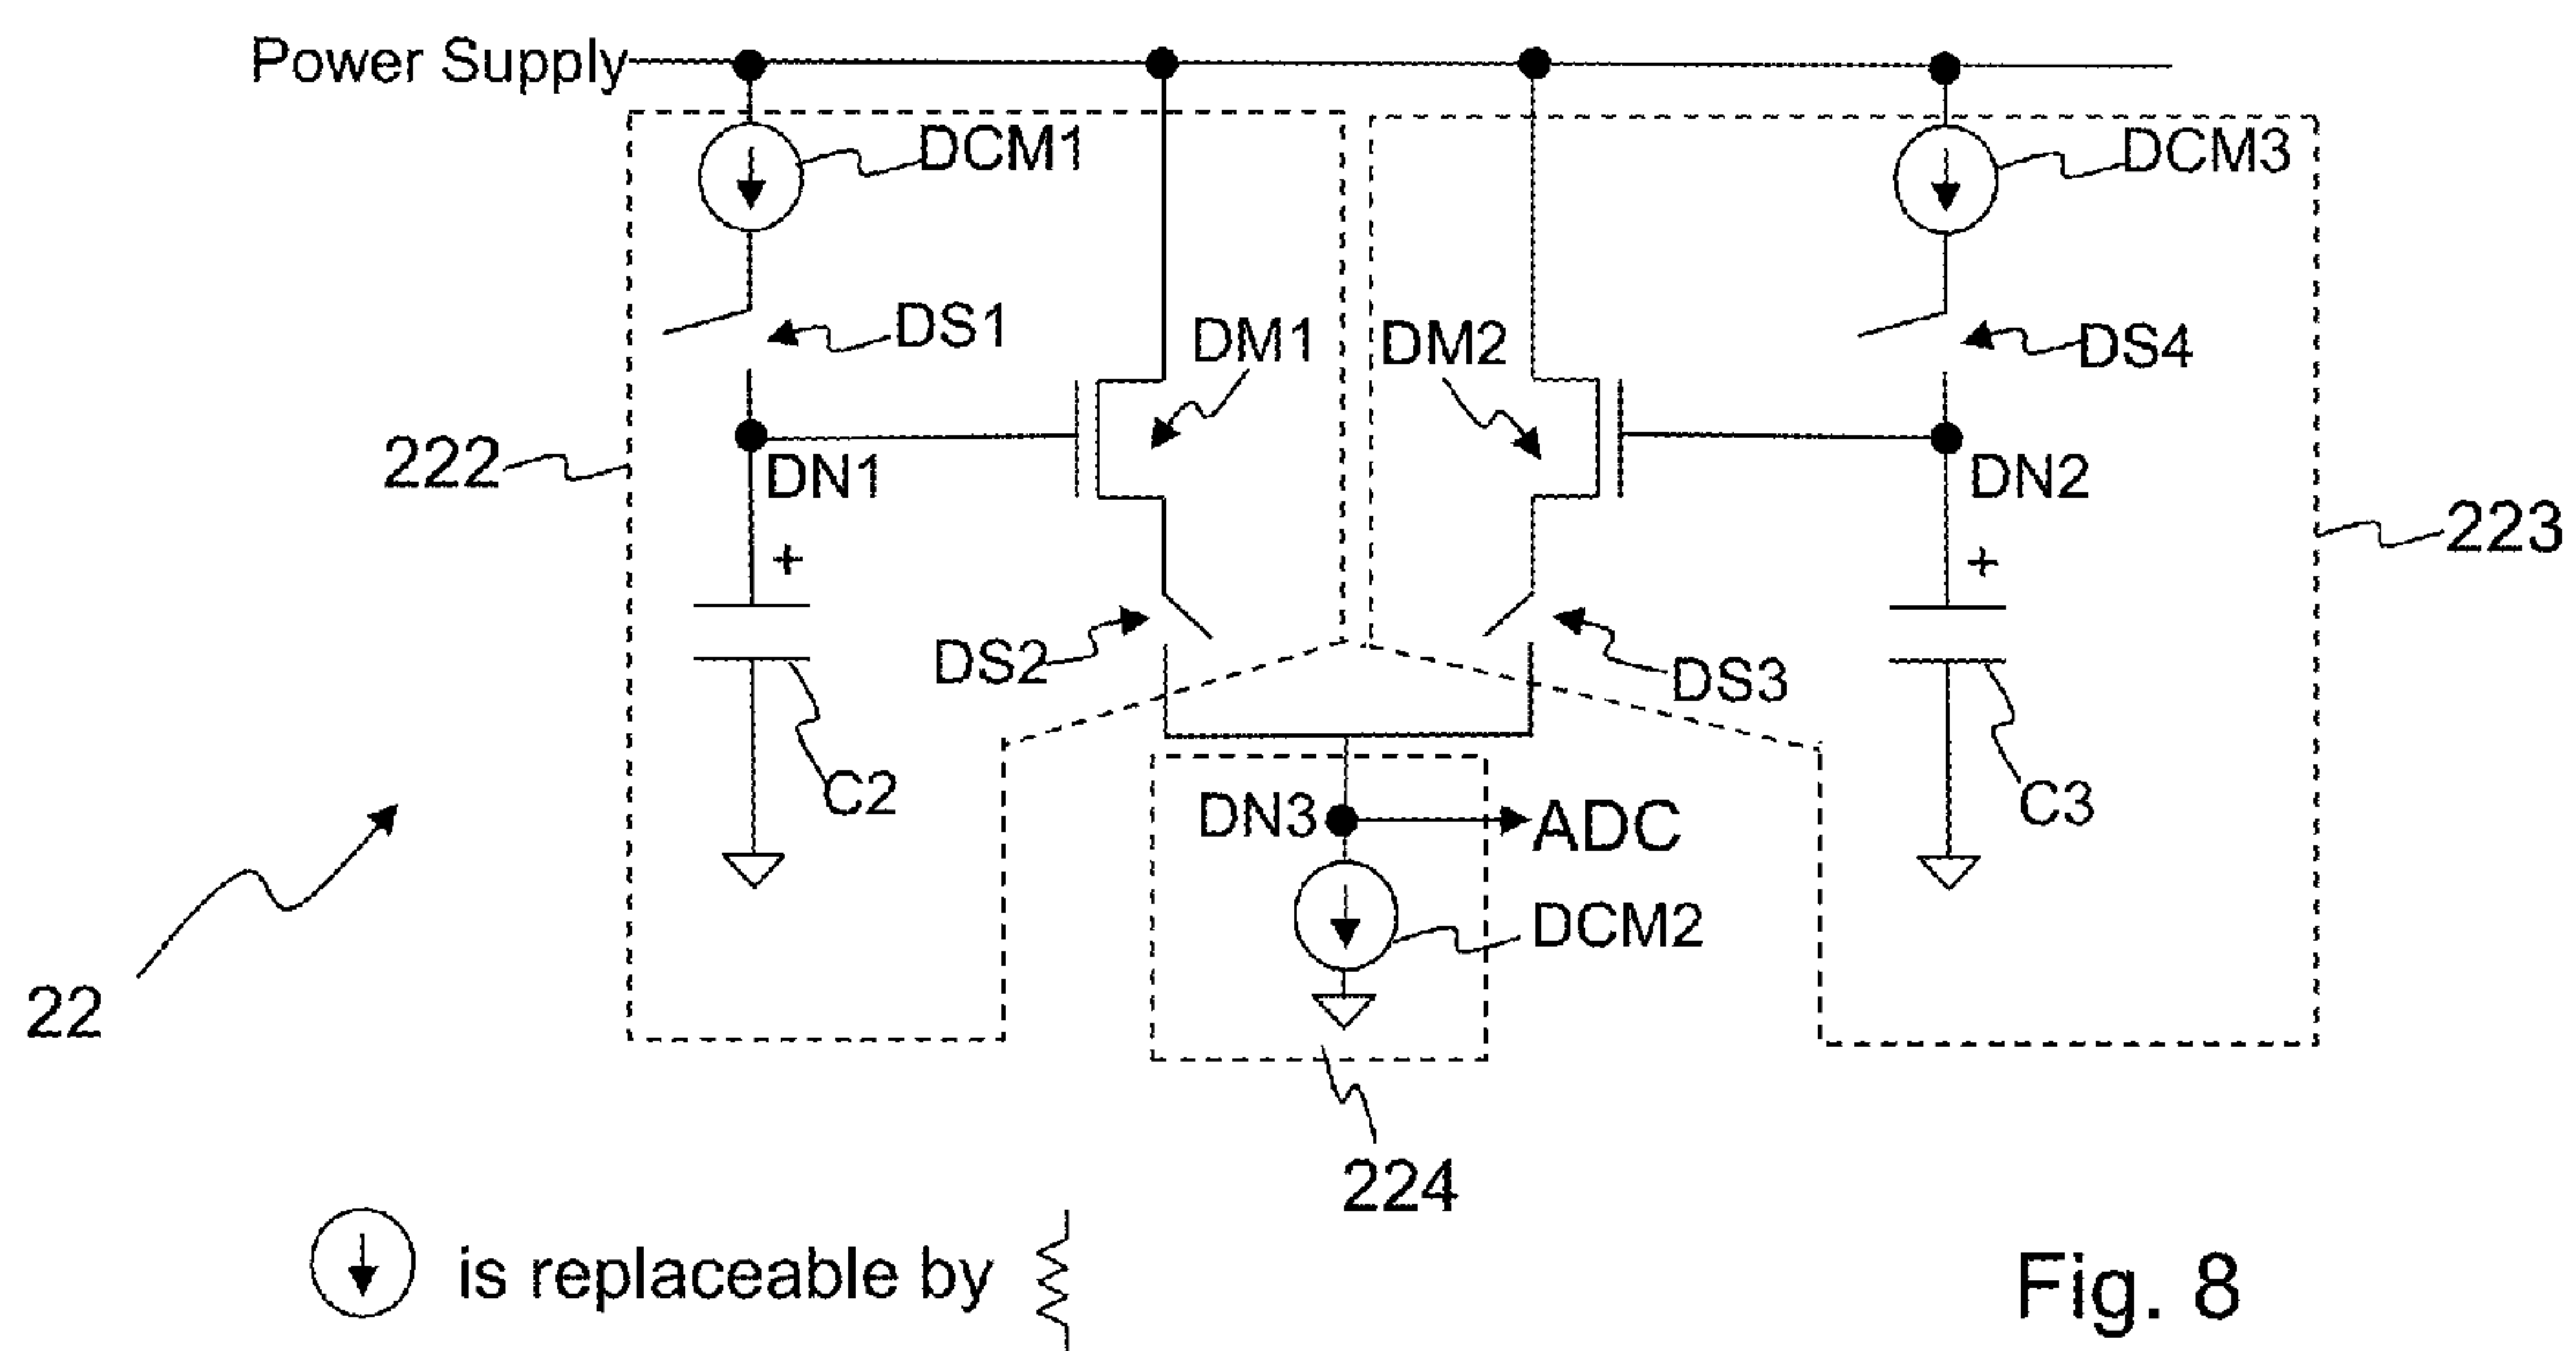 Power Supply
DCM1
DCM3
DS1
DM1
DM2
DS4
222
DN1
DN2
+
+
223
DS2
DS3
C2
DN3
ADC
C3
DCM2
22
224
is replaceable by
Fig. 8